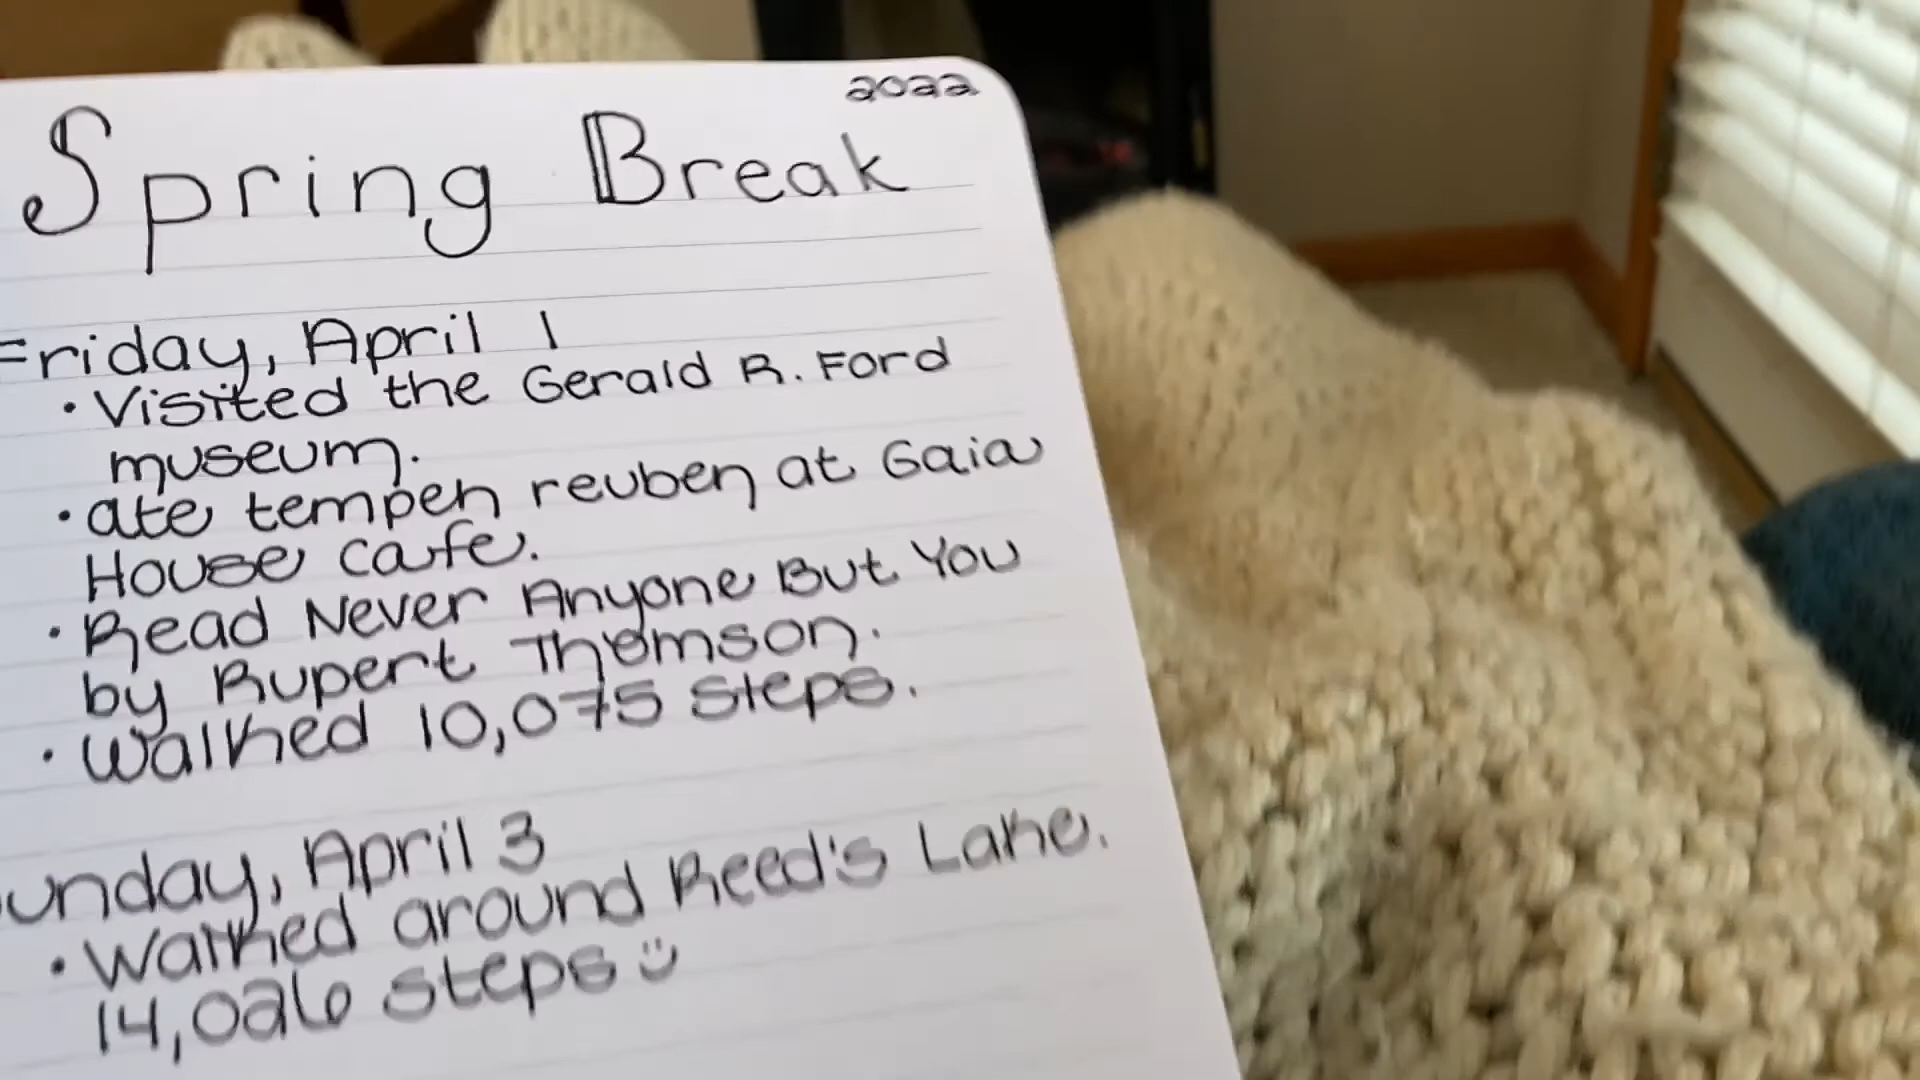 2022
Spring Break
Friday, April 1
• Visited the Gerald R. Ford
museum.
• ate tempeh reuben at Gaia
House cafe.
• Read Never Anyone But You
by Rupert Thomson.
• Walked 10,075 steps.
unday, April 3
• Walked around Reed's Lake.
14,026 steps